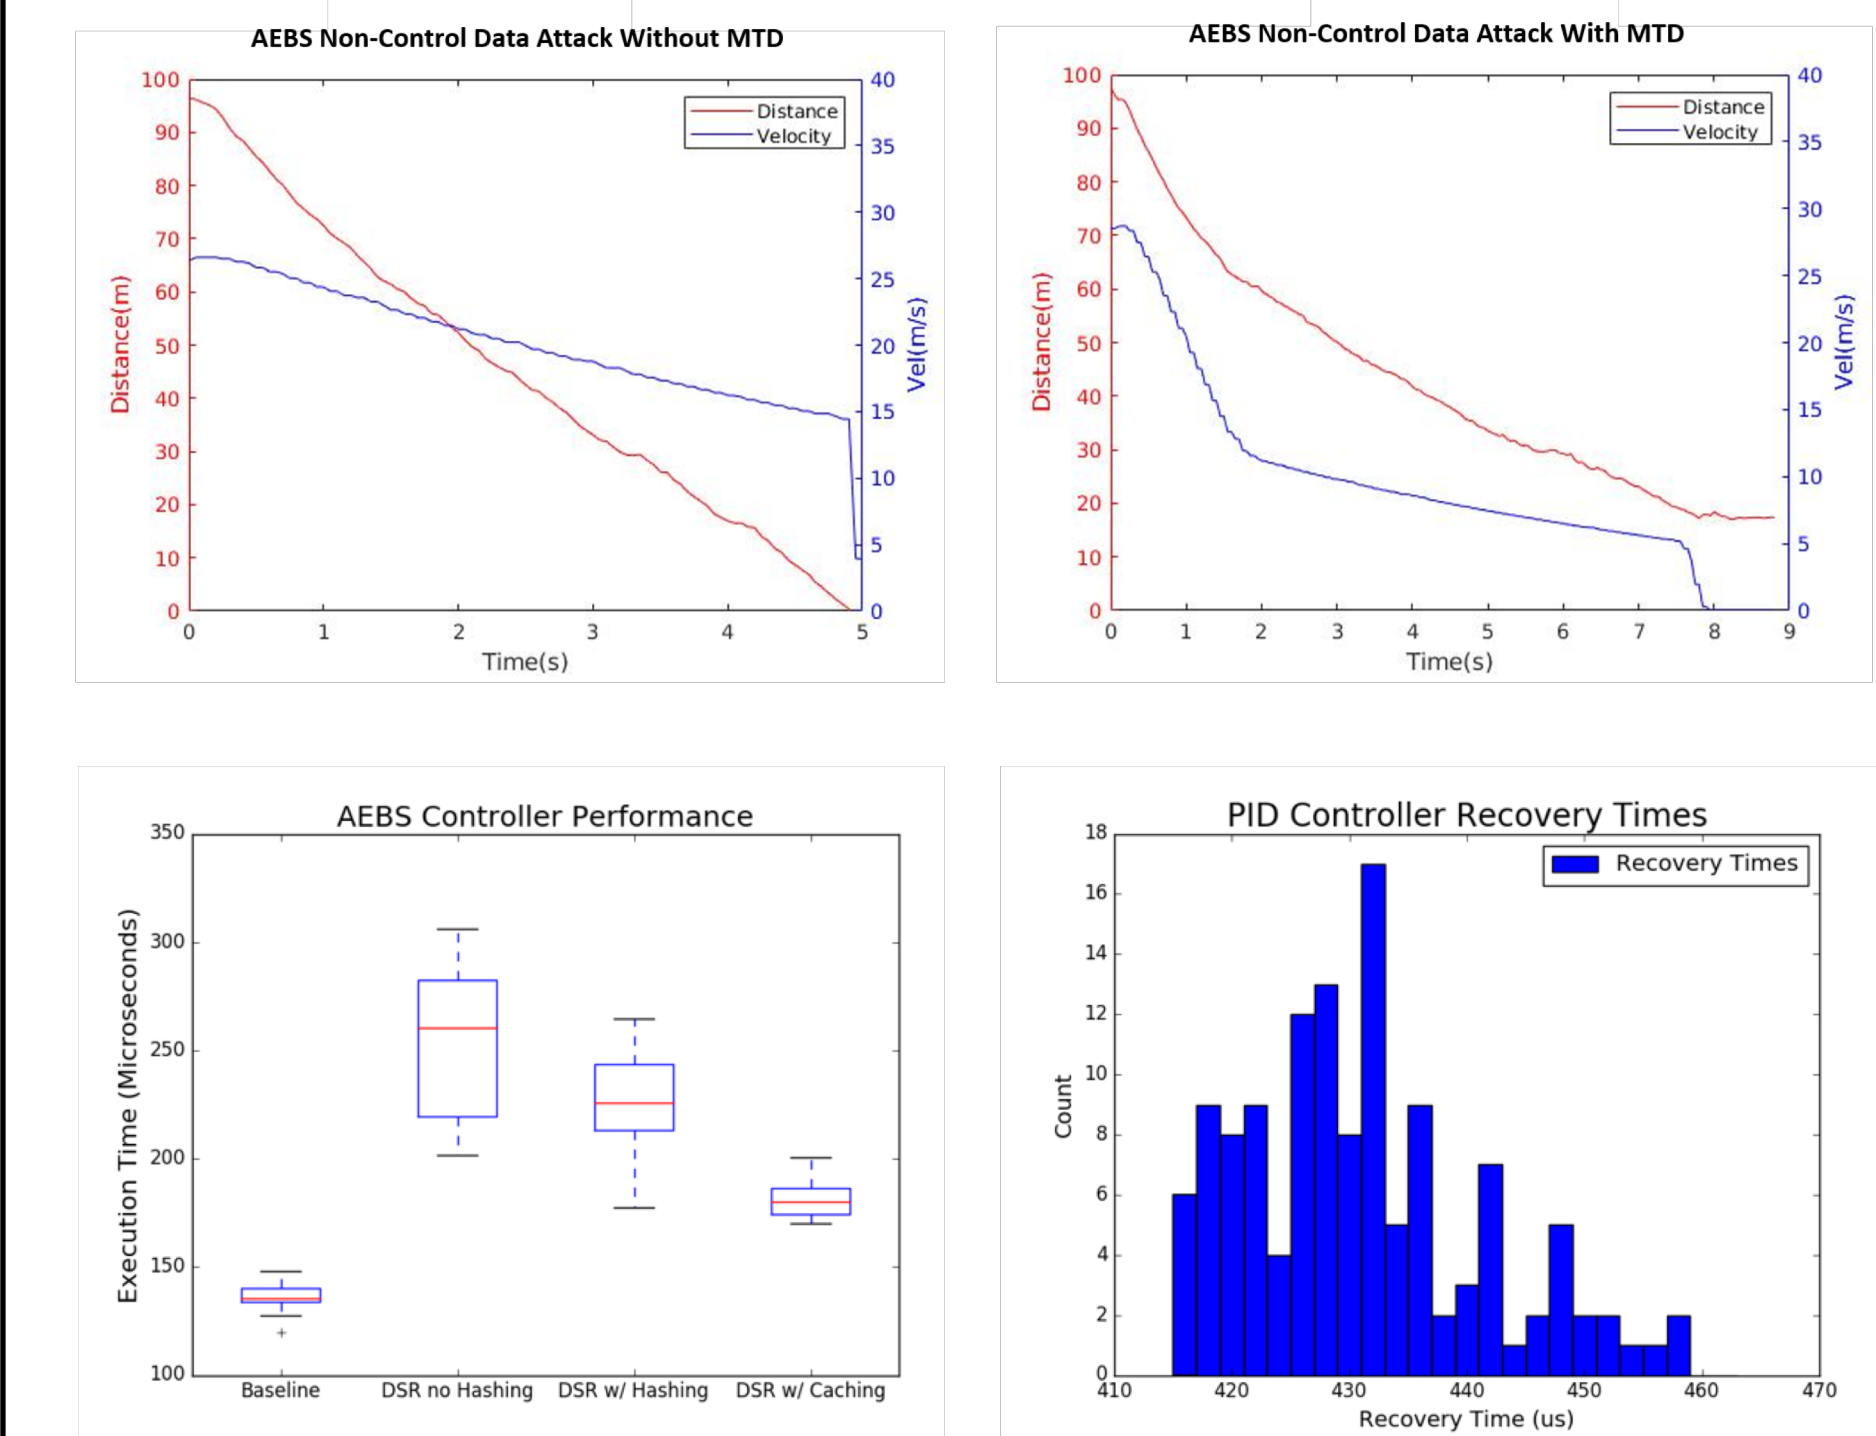 AEBS Non-Control Data Attack Without MTD
100
90
80
70
60
50
40
30
20
10
0
Distance(m)
40
35
30
25
20
15
10
5
0
Vel(m/s)
Distance
Velocity
0 1 2 3 4 5
Time(s)
AEBS Non-Control Data Attack With MTD
100
90
80
70
60
50
40
30
20
10
0
Distance(m)
40
35
30
25
20
15
10
5
0
Vel(m/s)
Distance
Velocity
0 1 2 3 4 5 6 7 8 9
Time(s)
AEBS Controller Performance
350
300
250
200
150
100
Execution Time (Microseconds)
Baseline DSR no Hashing DSR w/ Hashing DSR w/ Caching
PID Controller Recovery Times
18
16
14
12
10
8
6
4
2
0
Count
Recovery Times
410 420 430 440 450 460 470
Recovery Time (us)